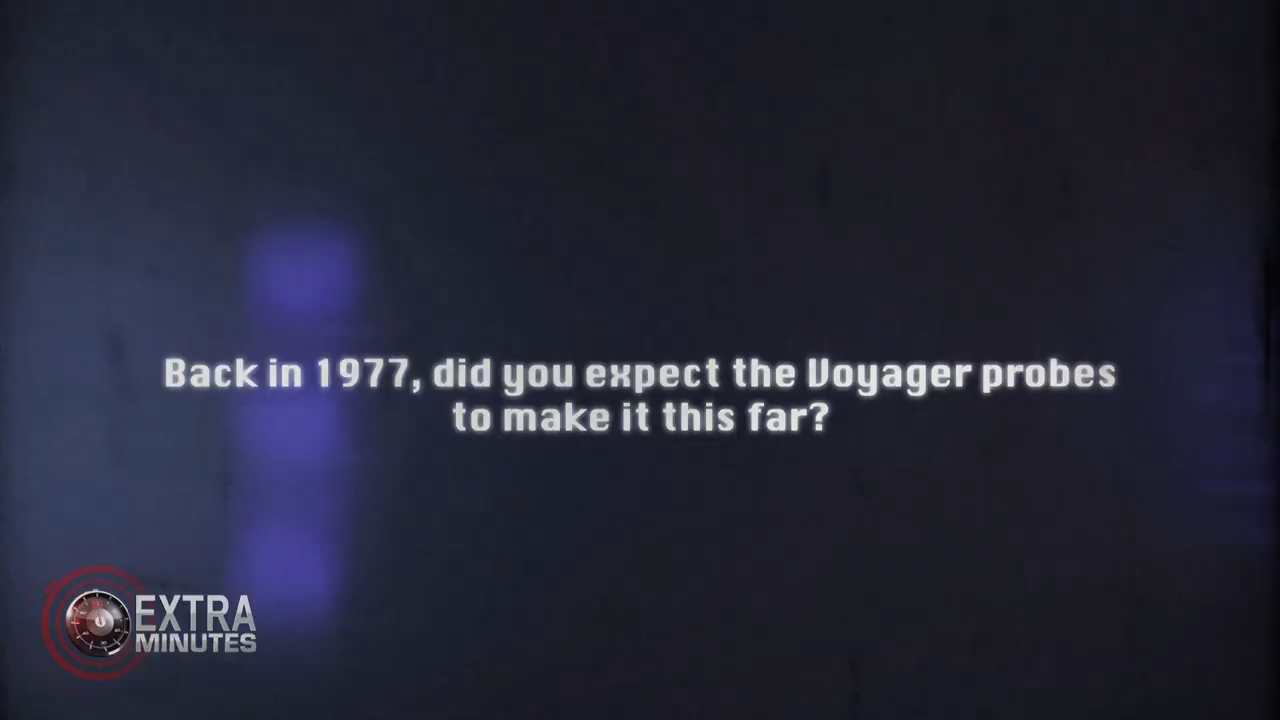 Back in 1977, did you expect the Voyager probes
to make it this far?
EXTRA
MINUTES